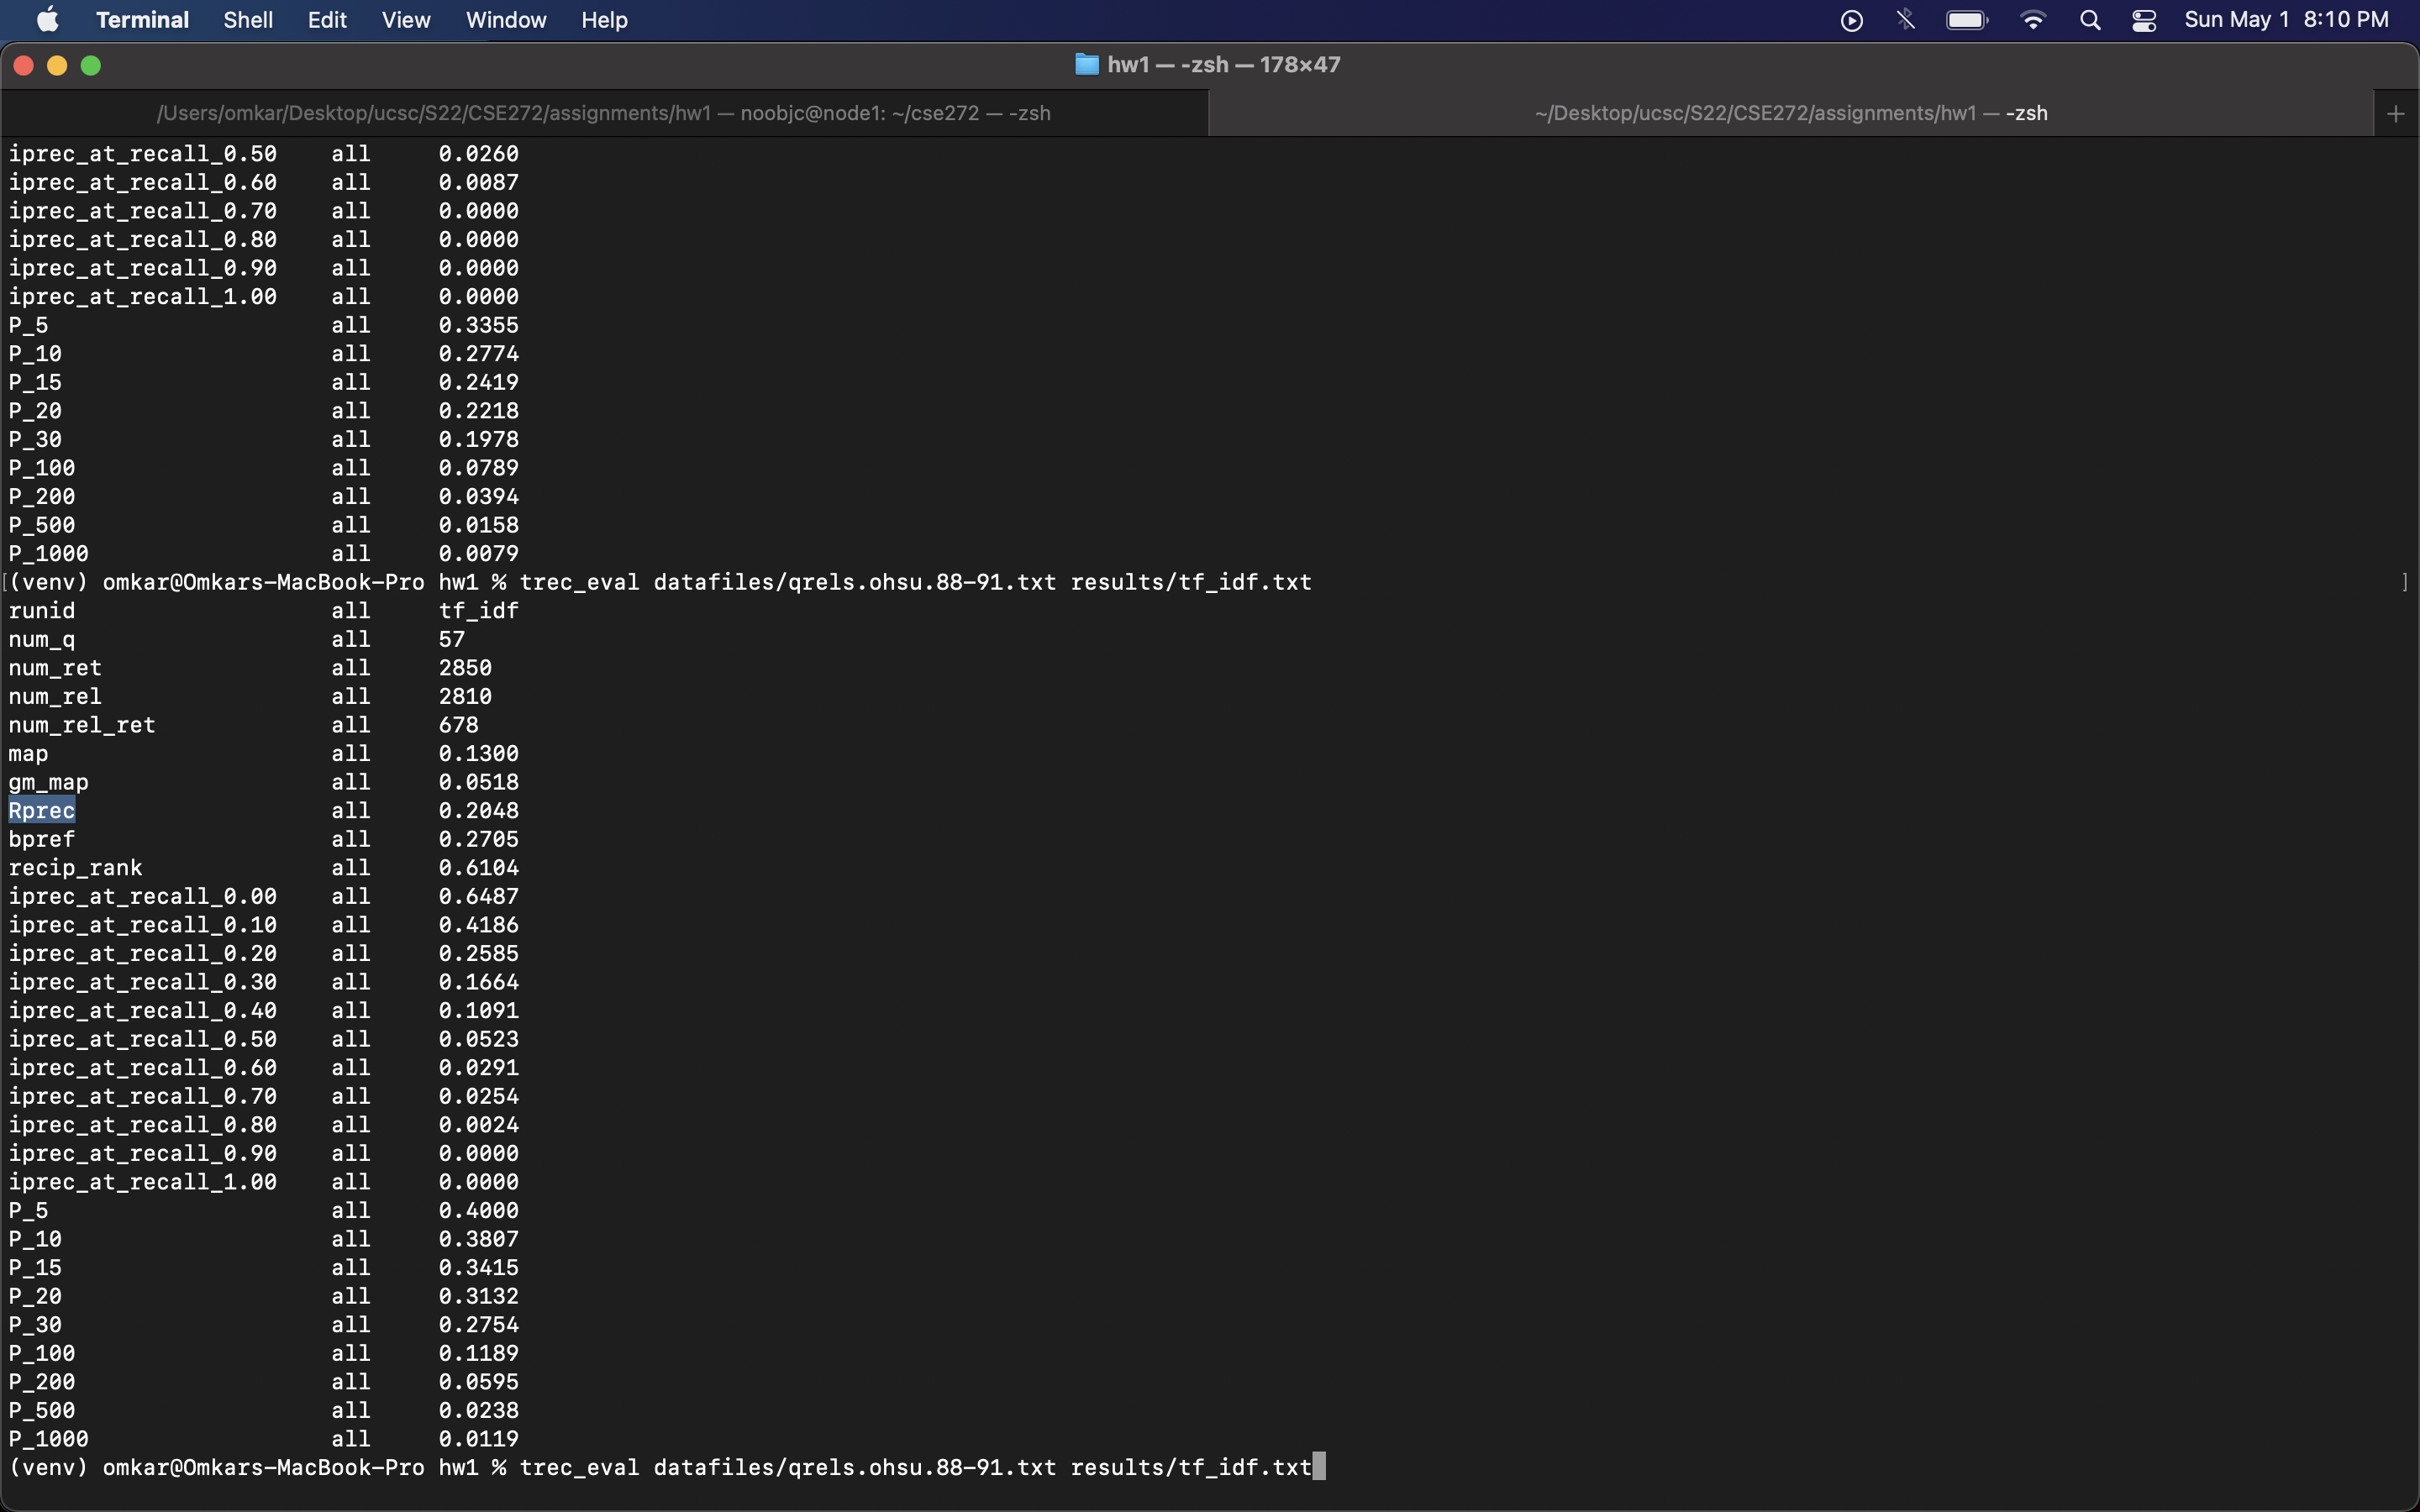 Terminal Shell Edit View Window Help Sun May 1 8:10 PM
hw1 — -zsh — 178×47
/Users/omkar/Desktop/ucsc/S22/CSE272/assignments/hw1 — noobjc@node1: ~/cse272 — -zsh ~/Desktop/ucsc/S22/CSE272/assignments/hw1 — -zsh +
iprec_at_recall_0.50 all 0.0260
iprec_at_recall_0.60 all 0.0087
iprec_at_recall_0.70 all 0.0000
iprec_at_recall_0.80 all 0.0000
iprec_at_recall_0.90 all 0.0000
iprec_at_recall_1.00 all 0.0000
P_5 all 0.3355
P_10 all 0.2774
P_15 all 0.2419
P_20 all 0.2218
P_30 all 0.1978
P_100 all 0.0789
P_200 all 0.0394
P_500 all 0.0158
P_1000 all 0.0079
[(venv) omkar@Omkars-MacBook-Pro hw1 % trec_eval datafiles/qrels.ohsu.88-91.txt results/tf_idf.txt ]
runid all tf_idf
num_q all 57
num_ret all 2850
num_rel all 2810
num_rel_ret all 678
map all 0.1300
gm_map all 0.0518
Rprec all 0.2048
bpref all 0.2705
recip_rank all 0.6104
iprec_at_recall_0.00 all 0.6487
iprec_at_recall_0.10 all 0.4186
iprec_at_recall_0.20 all 0.2585
iprec_at_recall_0.30 all 0.1664
iprec_at_recall_0.40 all 0.1091
iprec_at_recall_0.50 all 0.0523
iprec_at_recall_0.60 all 0.0291
iprec_at_recall_0.70 all 0.0254
iprec_at_recall_0.80 all 0.0024
iprec_at_recall_0.90 all 0.0000
iprec_at_recall_1.00 all 0.0000
P_5 all 0.4000
P_10 all 0.3807
P_15 all 0.3415
P_20 all 0.3132
P_30 all 0.2754
P_100 all 0.1189
P_200 all 0.0595
P_500 all 0.0238
P_1000 all 0.0119
(venv) omkar@Omkars-MacBook-Pro hw1 % trec_eval datafiles/qrels.ohsu.88-91.txt results/tf_idf.txt